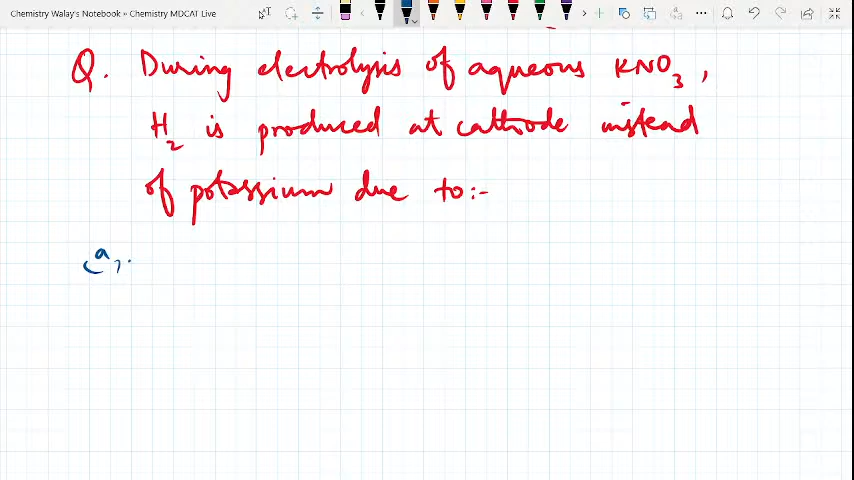 Chemistry Walay's Notebook » Chemistry MDCAT Live
Q. During electrolysis of aqueous KNO₃,
H₂ is produced at cathode instead
of potassium due to:-
a,